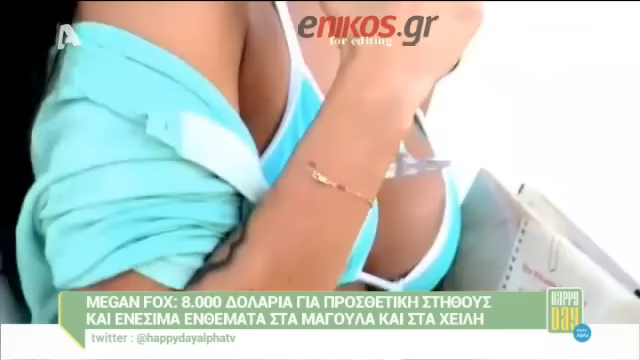 enikos.gr
for editing
MEGAN FOX: 8.000 ΔΟΛΑΡΙΑ ΓΙΑ ΠΡΟΣΘΕΤΙΚΗ ΣΤΗΘΟΥΣ
ΚΑΙ ΕΝΕΣΙΜΑ ΕΝΘΕΜΑΤΑ ΣΤΑ ΜΑΓΟΥΛΑ ΚΑΙ ΣΤΑ ΧΕΙΛΗ
HAPPY
DAY
twitter : @happydayalphatv